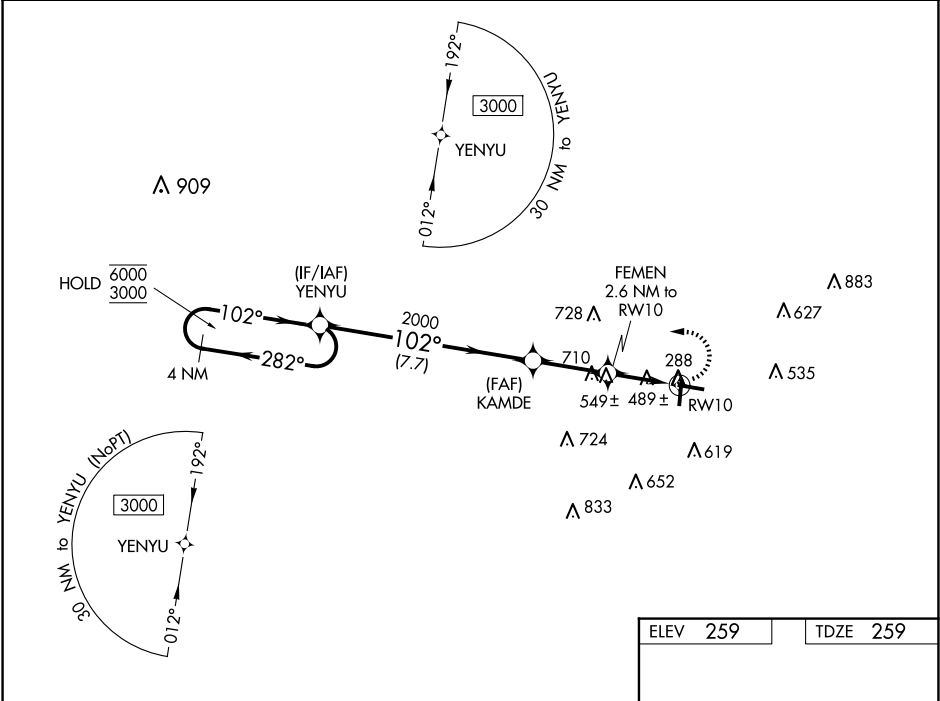 192°
3000
YENYU
012°
30 NM to YENYU
909
HOLD 6000
3000
(IF/IAF)
YENYU
102°
282°
4 NM
2000
102°
(7.7)
(FAF)
KAMDE
FEMEN
2.6 NM to
RW10
728
710
549±
489±
288
RW10
883
627
535
724
619
652
833
30 NM to YENYU (NoPT)
192°
3000
YENYU
012°
ELEV 259
TDZE 259